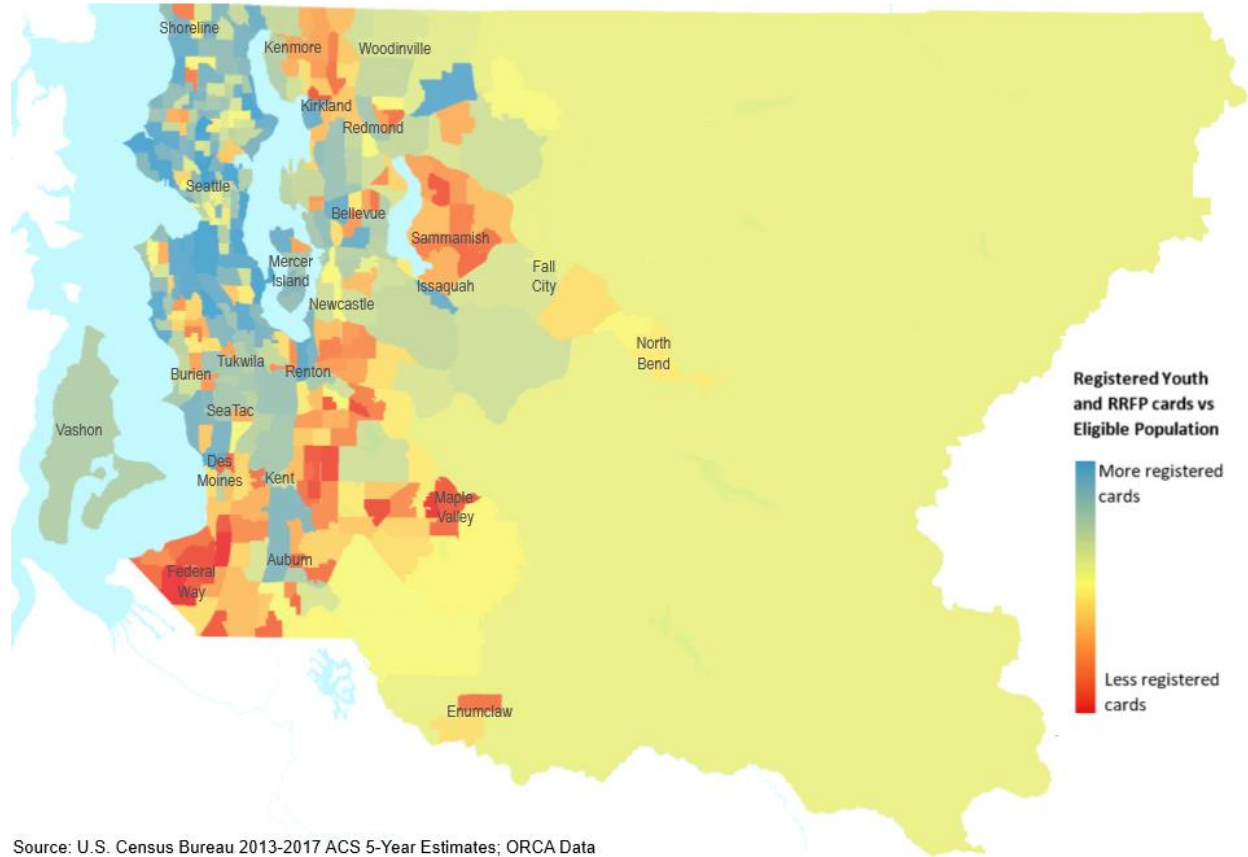 Shoreline
Kenmore
Woodinville
Kirkland
Redmond
Seattle
Bellevue
Sammamish
Mercer
Island
Fall
City
Issaquah
Newcastle
North
Bend
Tukwila
Burien
Renton
SeaTac
Vashon
Des
Moines
Kent
Maple
Valley
Auburn
Federal
Way
Enumclaw
Registered Youth
and RRFP cards vs
Eligible Population
More registered
cards
Less registered
cards
Source: U.S. Census Bureau 2013-2017 ACS 5-Year Estimates; ORCA Data